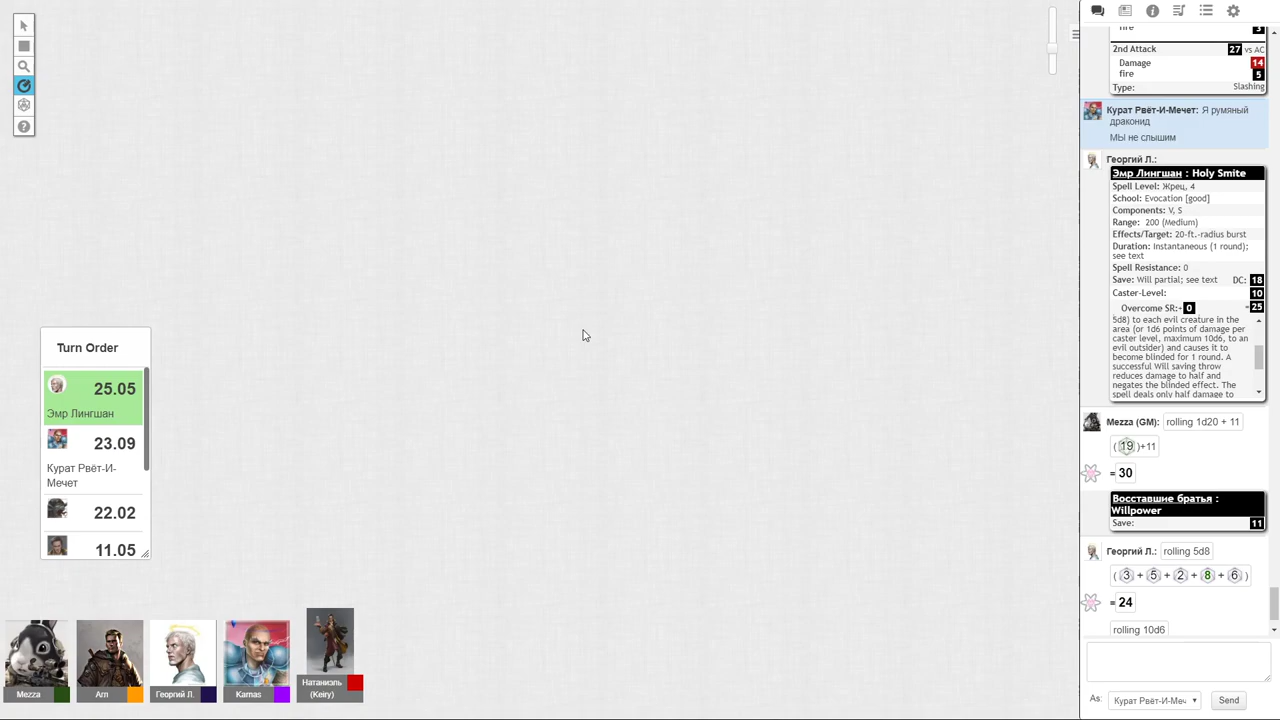 fire 3
2nd Attack 27 vs AC
Damage 14
fire 5
Type: Slashing
Курат Рвёт-И-Мечет: Я румяный
драконид
МЫ не слышим
Георгий Л.:
Эмр Лингшан : Holy Smite
Spell Level: Жрец, 4
School: Evocation [good]
Components: V, S
Range: 200 (Medium)
Effects/Target: 20-ft.-radius burst
Duration: Instantaneous (1 round);
see text
Spell Resistance: 0
Save: Will partial; see text DC: 18
Caster-Level: 10
Overcome SR:+ 0 =25
5d8) to each evil creature in the
area (or 1d6 points of damage per
caster level, maximum 10d6, to an
evil outsider) and causes it to
become blinded for 1 round. A
successful Will saving throw
reduces damage to half and
negates the blinded effect. The
spell deals only half damage to
Mezza (GM): rolling 1d20 + 11
(19)+11
= 30
Восставшие братья :
Willpower
Save: 11
Георгий Л.: rolling 5d8
(3 + 5 + 2 + 8 + 6)
= 24
rolling 10d6
As: Курат Рвёт-И-Меч Send
Turn Order
25.05
Эмр Лингшан
23.09
Курат Рвёт-И-
Мечет
22.02
11.05
Mezza
Агл
Георгий Л.
Karnas
Натаниэль
(Keiry)